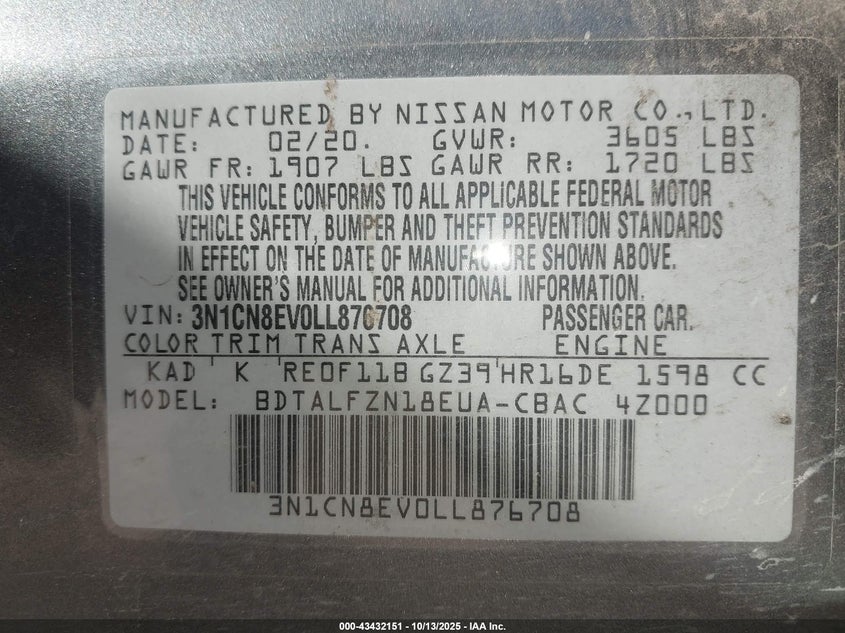 MANUFACTURED BY NISSAN MOTOR CO., LTD.
DATE: 02/20. GVWR: 3605 LBS
GAWR FR: 1907 LBS GAWR RR: 1720 LBS
THIS VEHICLE CONFORMS TO ALL APPLICABLE FEDERAL MOTOR
VEHICLE SAFETY, BUMPER AND THEFT PREVENTION STANDARDS
IN EFFECT ON THE DATE OF MANUFACTURE SHOWN ABOVE.
SEE OWNER'S MANUAL FOR ADDITIONAL INFORMATION.
VIN: 3N1CN8EV0LL876708 PASSENGER CAR.
COLOR TRIM TRANS AXLE ENGINE
KAD K RE0F11B GZ39 HR16DE 1598 CC
MODEL: BDTALFZN18EUA-CBAC 4Z000
3N1CN8EV0LL876708
000-43432151 - 10/13/2025 - IAA Inc.